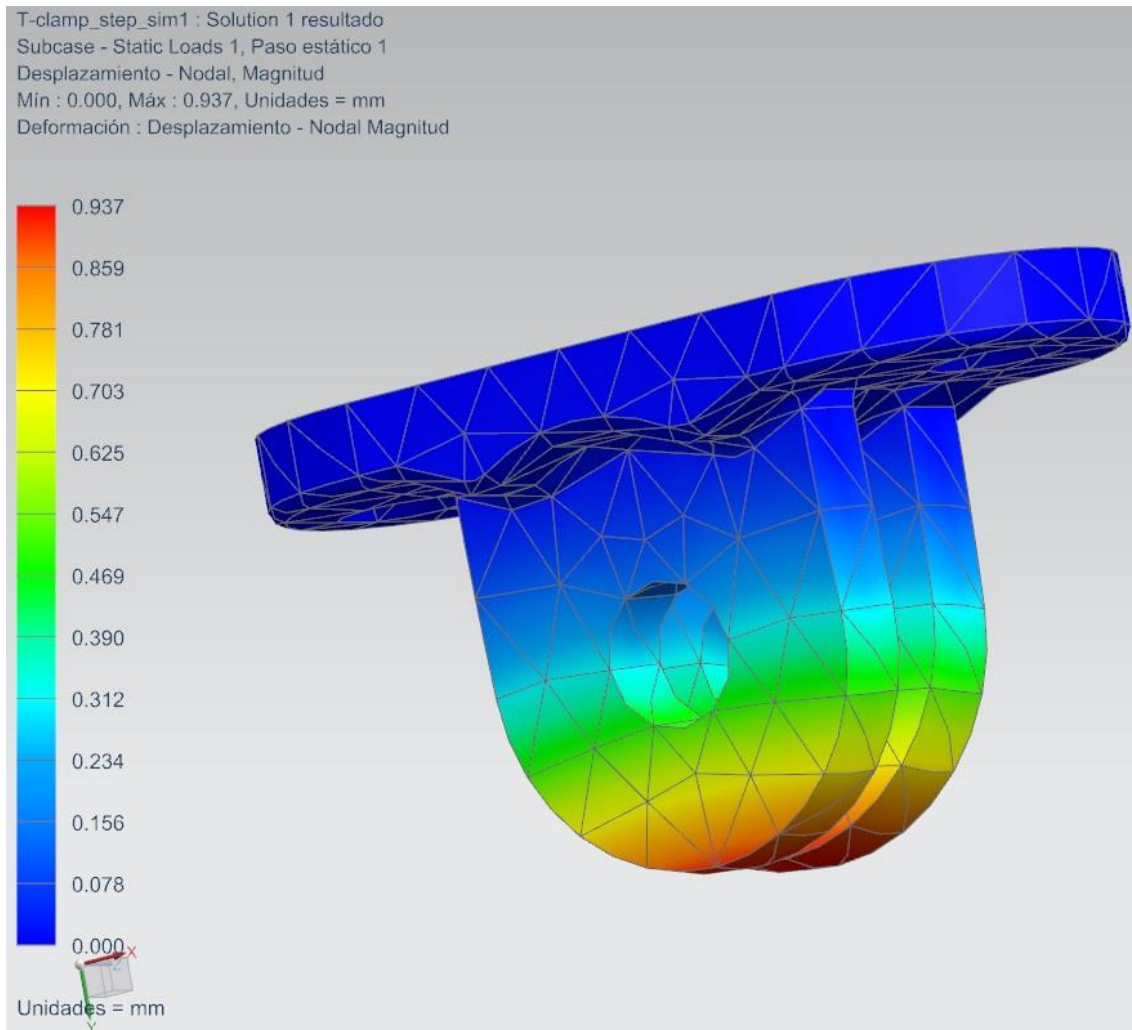 T-clamp_step_sim1 : Solution 1 resultado
Subcase - Static Loads 1, Paso estático 1
Desplazamiento - Nodal, Magnitud
Mín : 0.000, Máx : 0.937, Unidades = mm
Deformación : Desplazamiento - Nodal Magnitud
0.937
0.859
0.781
0.703
0.625
0.547
0.469
0.390
0.312
0.234
0.156
0.078
0.000
X
Z
Unidades = mm
Y